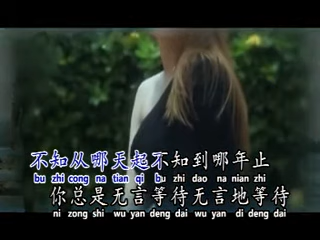 不知从哪天起不知到哪年止
bu zhi cong na tian qi bu zhi dao na nian zhi
你总是无言等待无言地等待
ni zong shi wu yan deng dai wu yan di deng dai